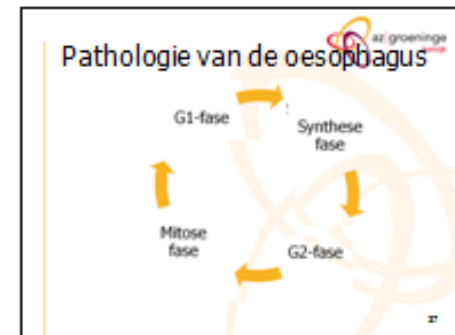 az groeninge
Pathologie van de oesophagus
G1-fase
Synthese
fase
Mitose
fase
G2-fase